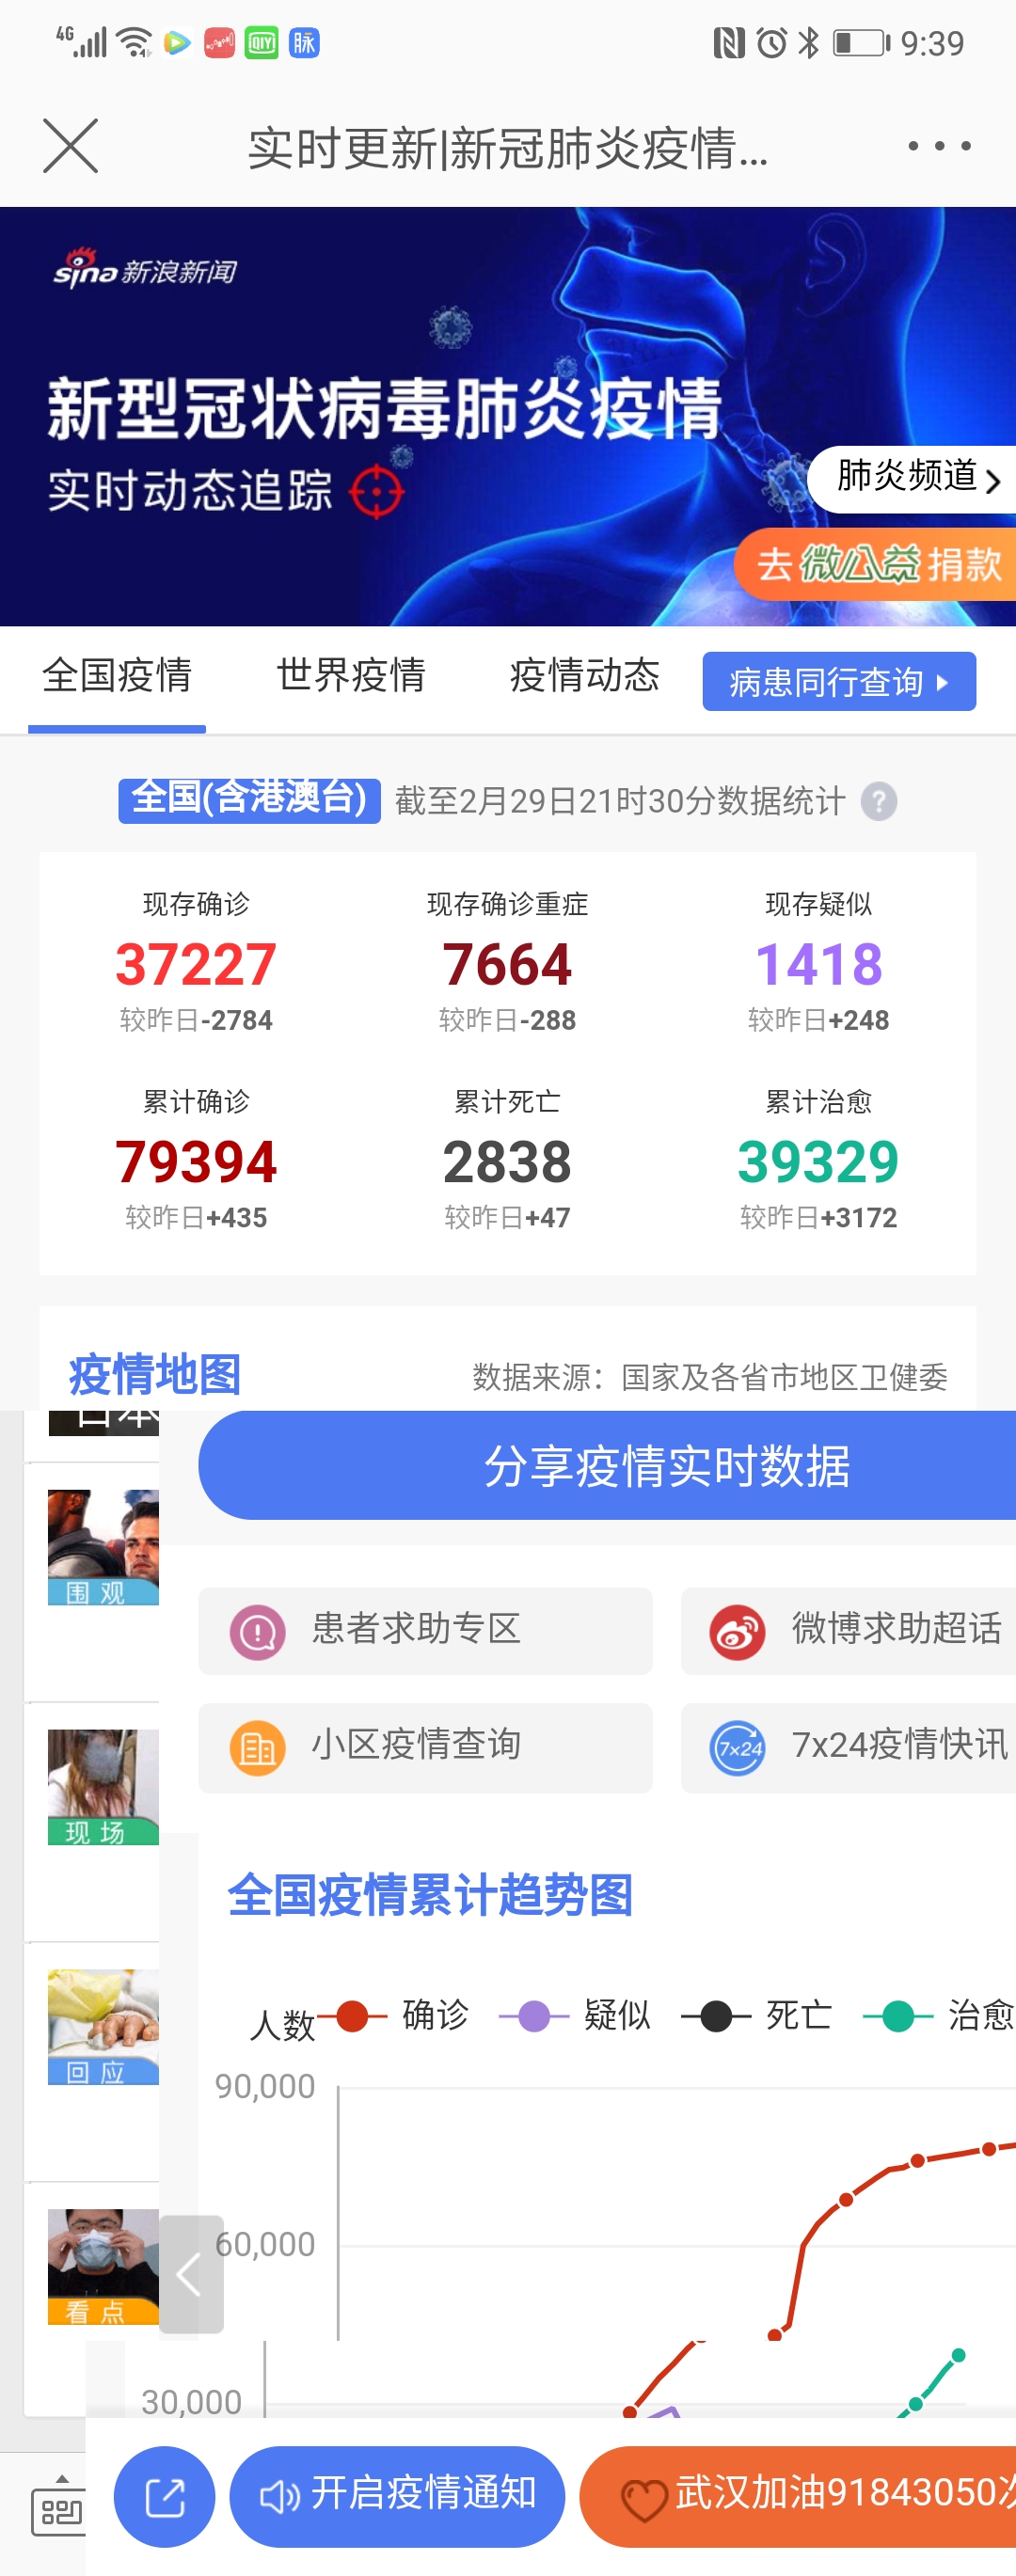 4G 9:39
实时更新|新冠肺炎疫情...
sina 新浪新闻
新型冠状病毒肺炎疫情
实时动态追踪
肺炎频道
去微公益捐款
全国疫情 世界疫情 疫情动态 病患同行查询
全国(含港澳台) 截至2月29日21时30分数据统计 ?
现存确诊 现存确诊重症 现存疑似
37227 7664 1418
较昨日-2784 较昨日-288 较昨日+248
累计确诊 累计死亡 累计治愈
79394 2838 39329
较昨日+435 较昨日+47 较昨日+3172
疫情地图 数据来源：国家及各省市地区卫健委
日本
分享疫情实时数据
围观
患者求助专区 微博求助超话
小区疫情查询 7x24 7x24疫情快讯
现场
全国疫情累计趋势图
人数 确诊 疑似 死亡 治愈
回应
90,000
60,000
看点
30,000
开启疫情通知 武汉加油91843050次